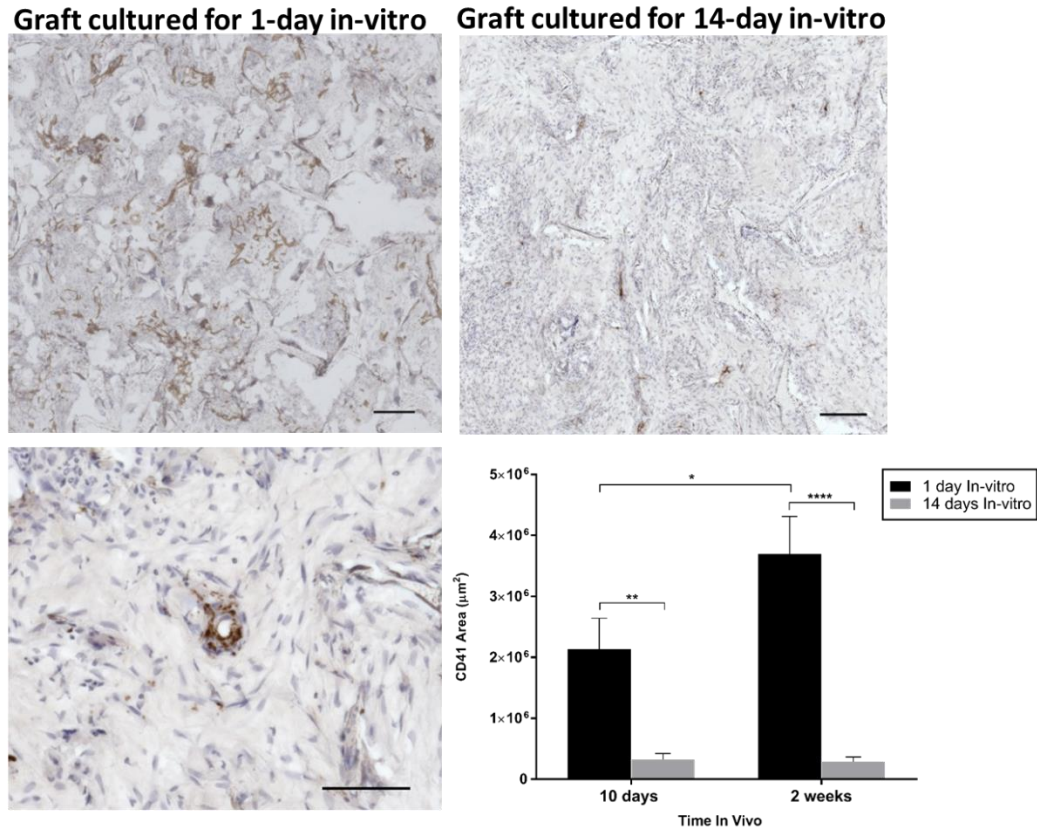 Graft cultured for 1-day in-vitro
Graft cultured for 14-day in-vitro
5×10⁶
4×10⁶
3×10⁶
2×10⁶
1×10⁶
0
CD41 Area (μm²)
*
**
****
1 day In-vitro
14 days In-vitro
10 days
2 weeks
Time In Vivo